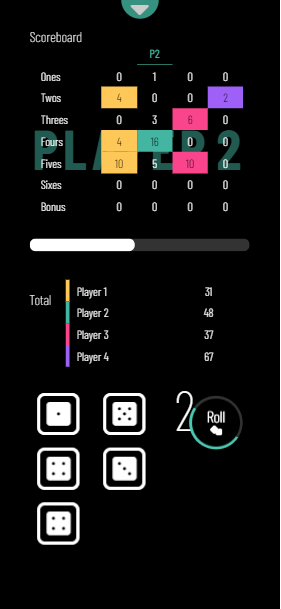 Scoreboard
P2
Ones 0 1 0 0
Twos 4 0 0 2
Threes 0 3 6 0
PLAYER 2
Fours 4 16 0 0
Fives 10 5 10 0
Sixes 0 0 0 0
Bonus 0 0 0 0
Total
Player 1 31
Player 2 48
Player 3 37
Player 4 67
2
Roll